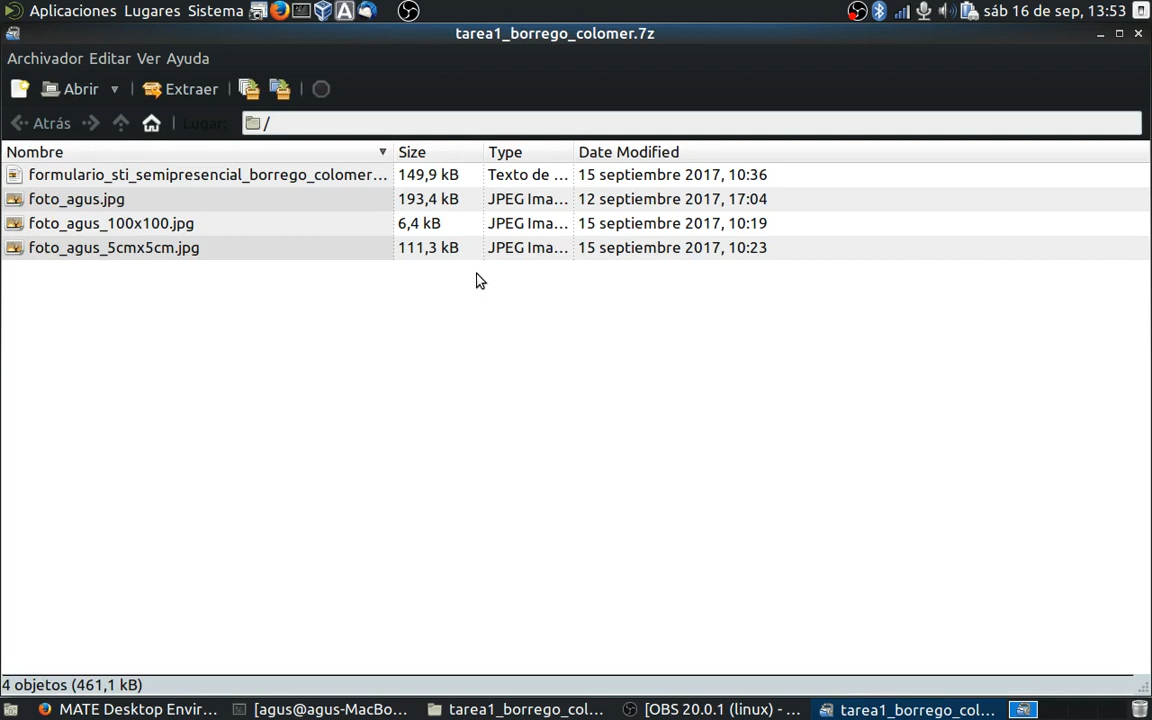 Aplicaciones Lugares Sistema sáb 16 de sep, 13:53
tarea1_borrego_colomer.7z
Archivador Editar Ver Ayuda
Abrir Extraer
Atrás Lugar: /
Nombre Size Type Date Modified
formulario_sti_semipresencial_borrego_colomer... 149,9 kB Texto de ... 15 septiembre 2017, 10:36
foto_agus.jpg 193,4 kB JPEG Ima... 12 septiembre 2017, 17:04
foto_agus_100x100.jpg 6,4 kB JPEG Ima... 15 septiembre 2017, 10:19
foto_agus_5cmx5cm.jpg 111,3 kB JPEG Ima... 15 septiembre 2017, 10:23
4 objetos (461,1 kB)
MATE Desktop Envir... [agus@agus-MacBo... tarea1_borrego_col... [OBS 20.0.1 (linux) - ... tarea1_borrego_col...